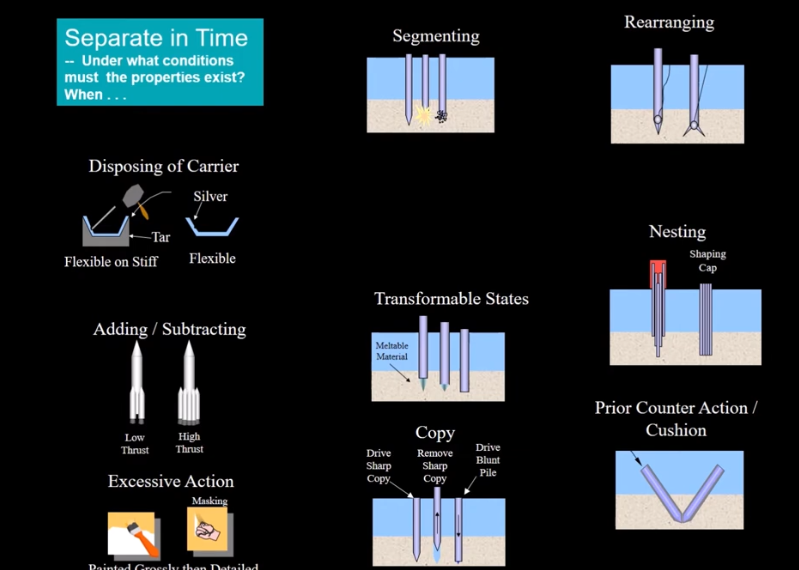 Separate in Time
-- Under what conditions
must the properties exist?
When . . .
Segmenting
Rearranging
Disposing of Carrier
Silver
Tar
Flexible on Stiff
Flexible
Nesting
Shaping
Cap
Transformable States
Meltable
Material
Adding / Subtracting
Low
Thrust
High
Thrust
Prior Counter Action /
Cushion
Copy
Drive
Sharp
Copy
Remove
Sharp
Copy
Drive
Blunt
Pile
Excessive Action
Masking
Painted Grossly then Detailed